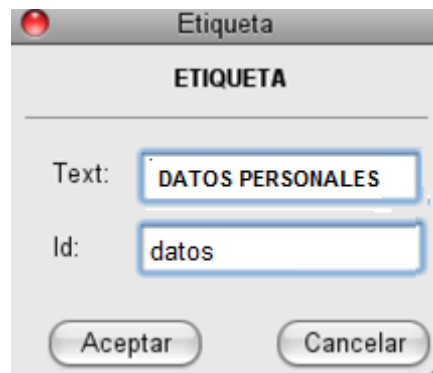 Etiqueta
ETIQUETA
Text: DATOS PERSONALES
Id: datos
Aceptar Cancelar